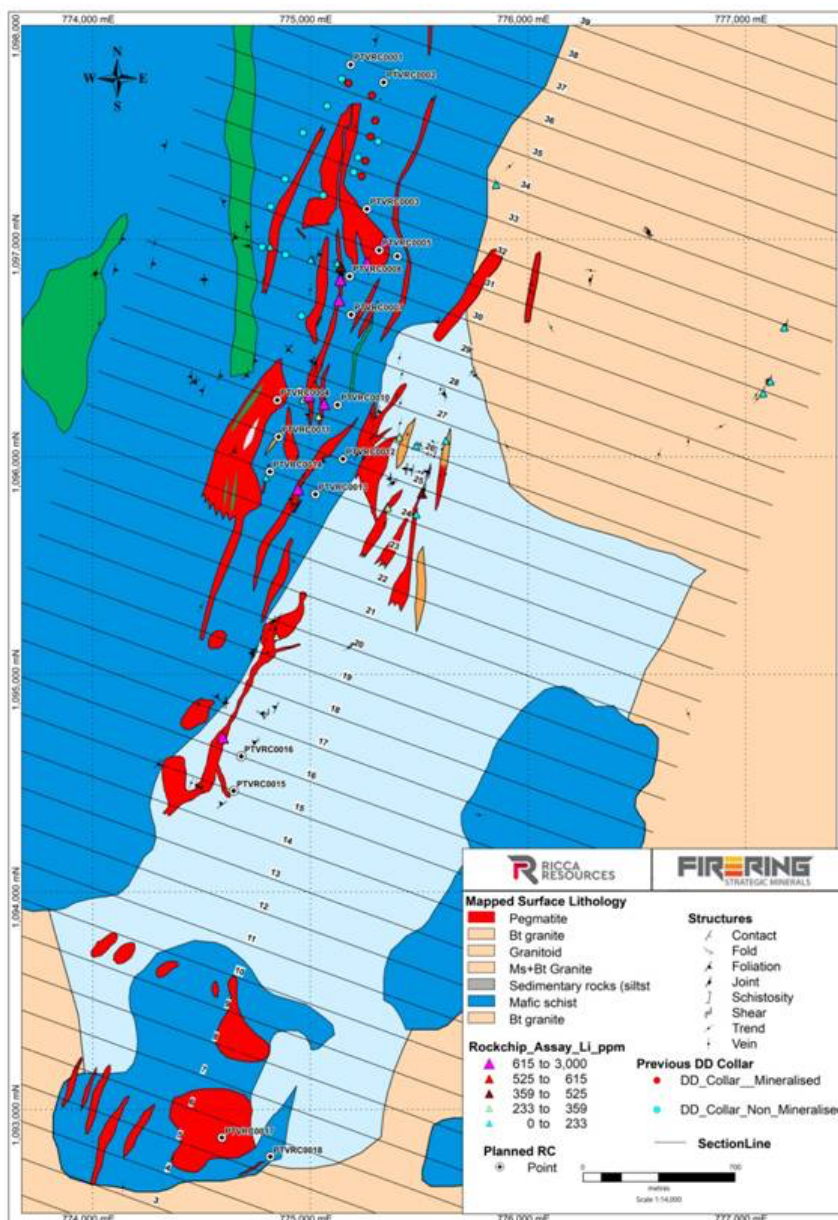 774,000 mE
775,000 mE
776,000 mE
777,000 mE
1,098,000 mN
1,097,000 mN
1,096,000 mN
1,095,000 mN
1,094,000 mN
1,093,000 mN
N
W E
S
39
38
37
36
35
34
33
32
31
30
29
28
27
26
25
24
23
22
21
20
19
18
17
16
15
14
13
12
11
10
3
PTVRC0001
PTVRC0002
PTVRC0003
PTVRC0005
PTVRC0008
PTVRC0007
PTVRC0004
PTVRC0010
PTVRC0011
PTVRC0012
PTVRC0014
PTVRC0013
PTVRC0016
PTVRC0015
PTVRC0017
PTVRC0018
RICCA
RESOURCES
FIRERING
STRATEGIC MINERALS
Mapped Surface Lithology
Pegmatite
Bt granite
Granitoid
Ms+Bt Granite
Sedimentary rocks (siltst
Mafic schist
Bt granite
Structures
Contact
Fold
Foliation
Joint
Schistosity
Shear
Trend
Vein
Rockchip_Assay_Li_ppm
615 to 3,000
525 to 615
359 to 525
233 to 359
0 to 233
Previous DD Collar
DD_Collar__Mineralised
DD_Collar_Non_Mineralised
Planned RC
Point
SectionLine
0 700
metres
Scale 1:14,000
774,000 mE
775,000 mE
776,000 mE
777,000 mE